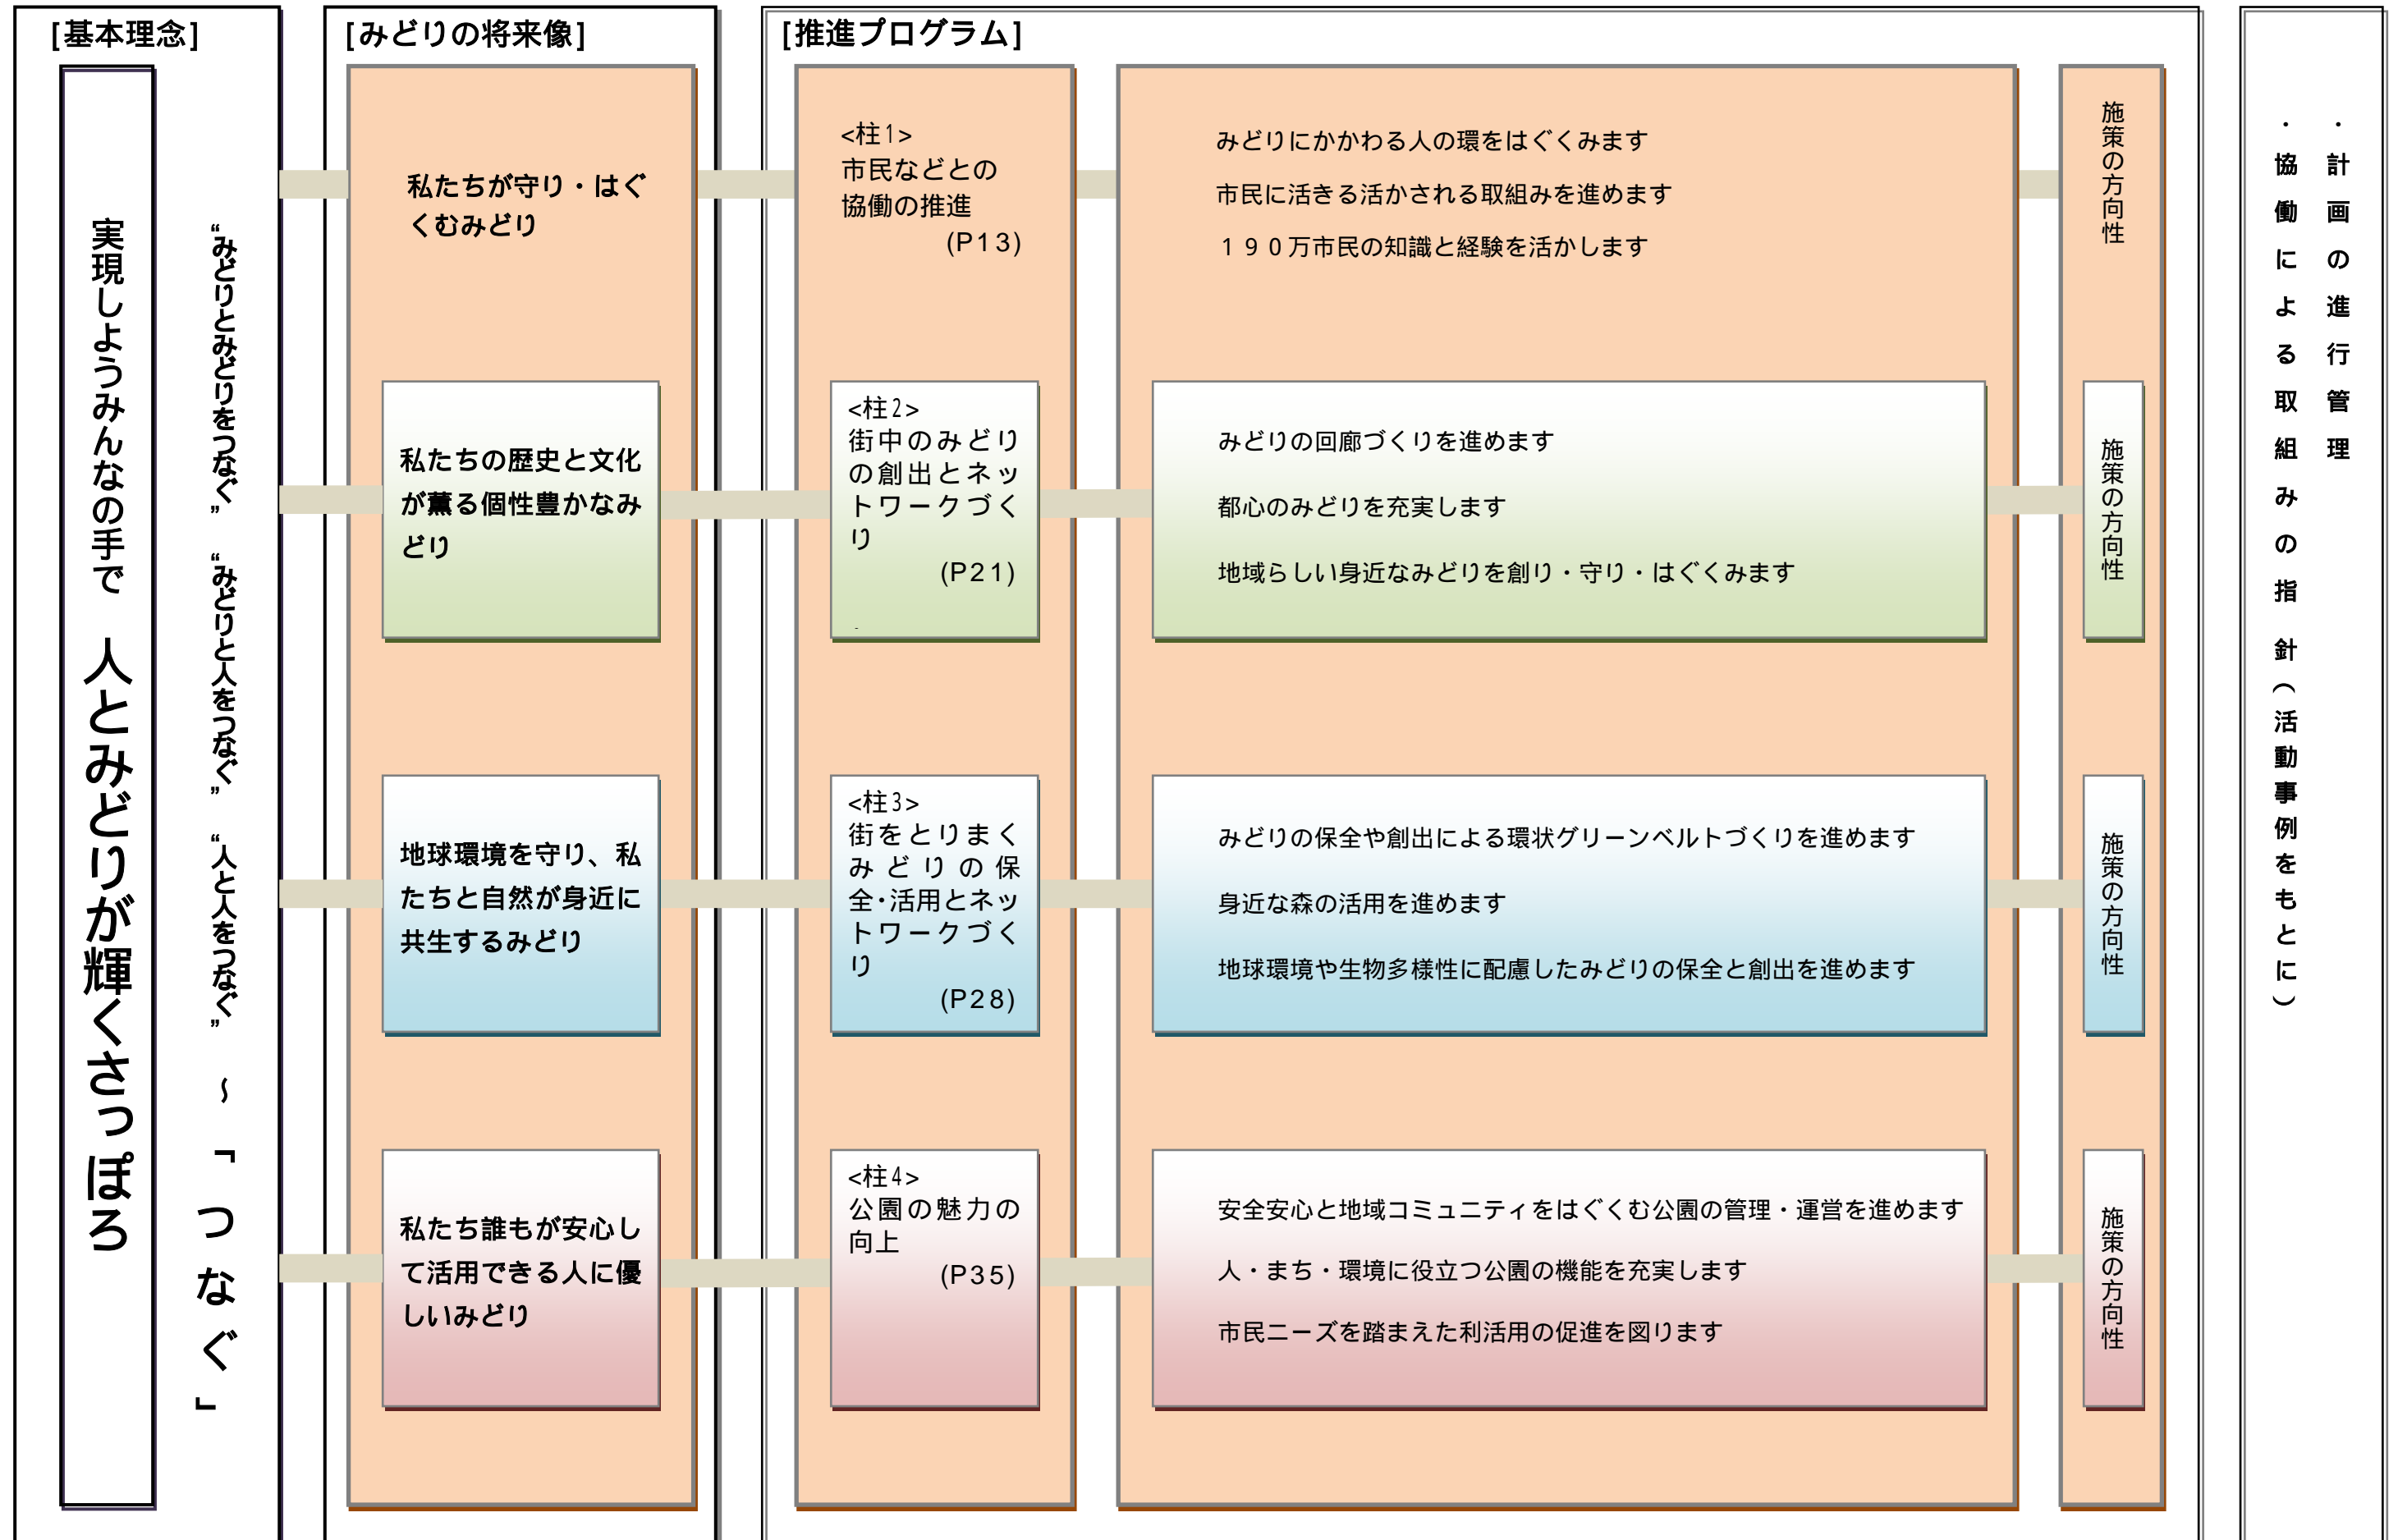 [基本理念]
実現しようみんなの手で 人とみどりが輝くさっぽろ
“みどりとみどりをつなぐ” “みどりと人をつなぐ” “人と人をつなぐ” ～ 「つなぐ」
[みどりの将来像]
私たちが守り・はぐ
くむみどり
私たちの歴史と文化
が薫る個性豊かなみ
どり
地球環境を守り、私
たちと自然が身近に
共生するみどり
私たち誰もが安心し
て活用できる人に優
しいみどり
[推進プログラム]
<柱1>
市民などとの
協働の推進
(P13)
みどりにかかわる人の環をはぐくみます
市民に活きる活かされる取組みを進めます
１９０万市民の知識と経験を活かします
施策の方向性
<柱2>
街中のみどり
の創出とネッ
トワークづく
り
(P21)
みどりの回廊づくりを進めます
都心のみどりを充実します
地域らしい身近なみどりを創り・守り・はぐくみます
施策の方向性
<柱3>
街をとりまく
みどりの保
全・活用とネッ
トワークづく
り
(P28)
みどりの保全や創出による環状グリーンベルトづくりを進めます
身近な森の活用を進めます
地球環境や生物多様性に配慮したみどりの保全と創出を進めます
施策の方向性
<柱4>
公園の魅力の
向上
(P35)
安全安心と地域コミュニティをはぐくむ公園の管理・運営を進めます
人・まち・環境に役立つ公園の機能を充実します
市民ニーズを踏まえた利活用の促進を図ります
施策の方向性
・計画の進行管理
・協働による取組みの指 針（活動事例をもとに）